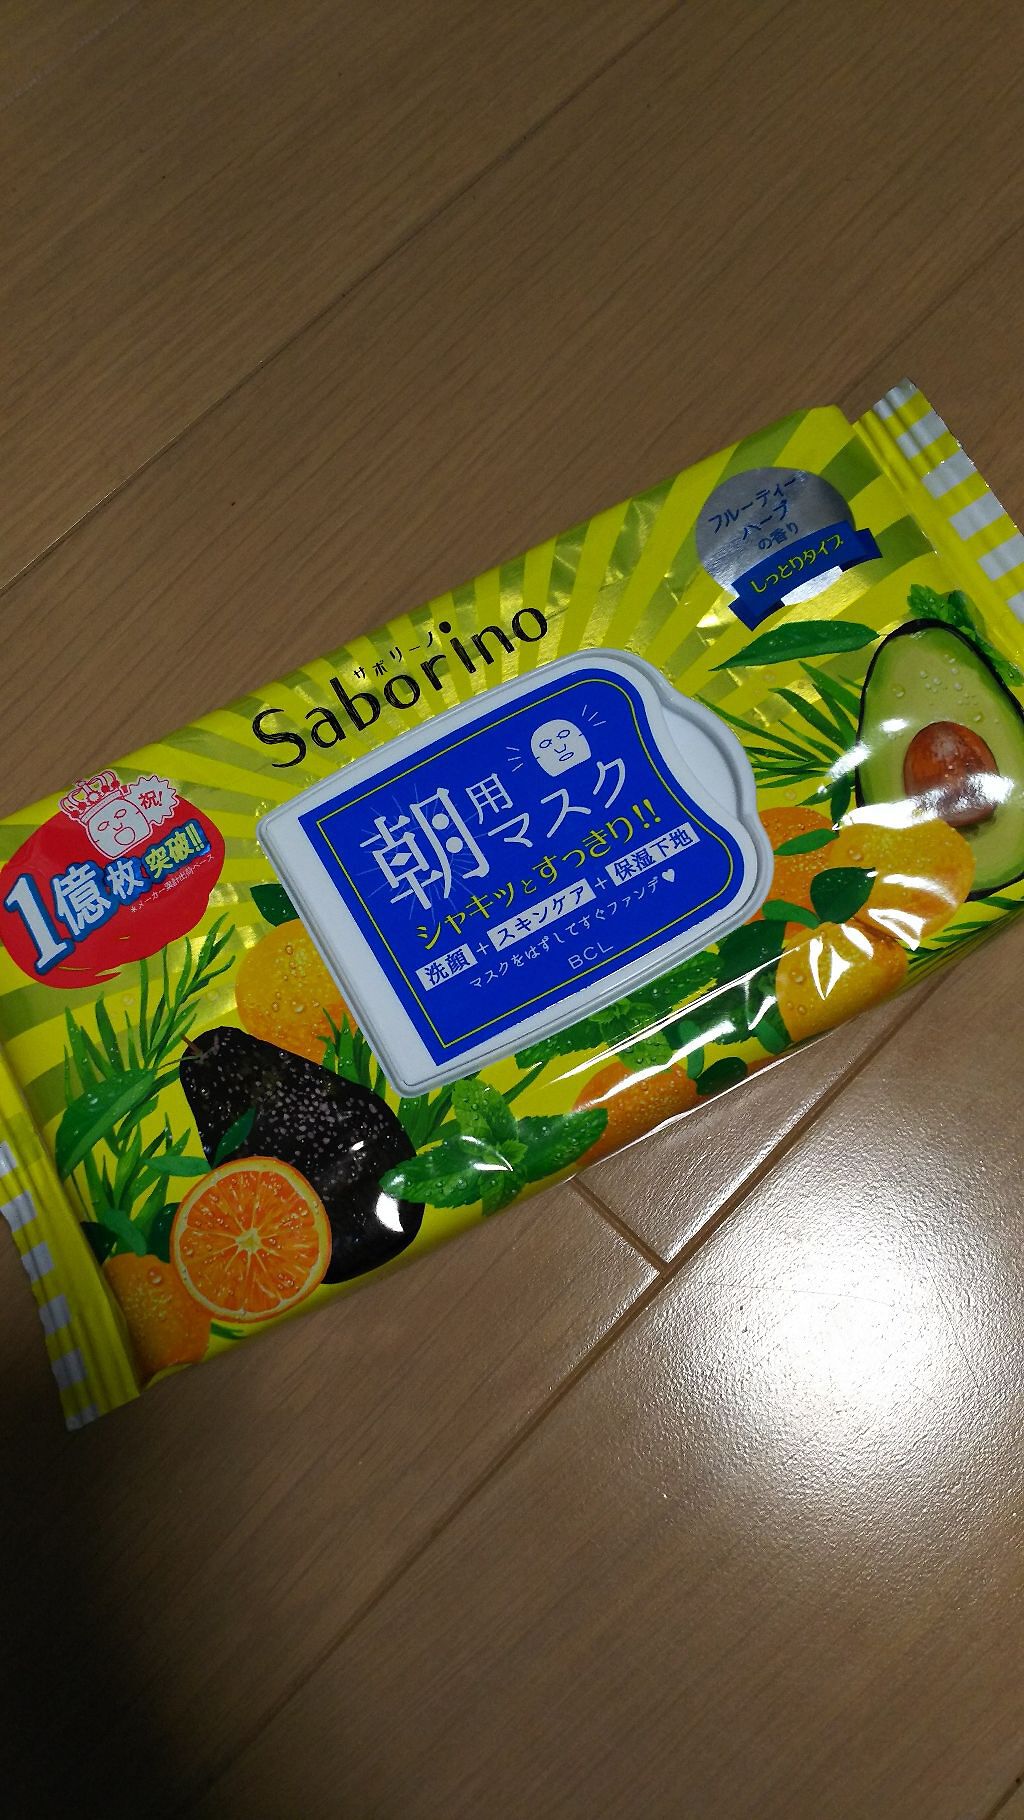 フルーティー
ハーブ
の香り
しっとりタイプ
サボリーノ
Saborino
祝!
1億枚突破!!
*メーカー累計出荷ベース
朝用マスク
シャキッとすっきり!!
洗顔+スキンケア+保湿下地
マスクをはずしてすぐファンデ♥
BCL